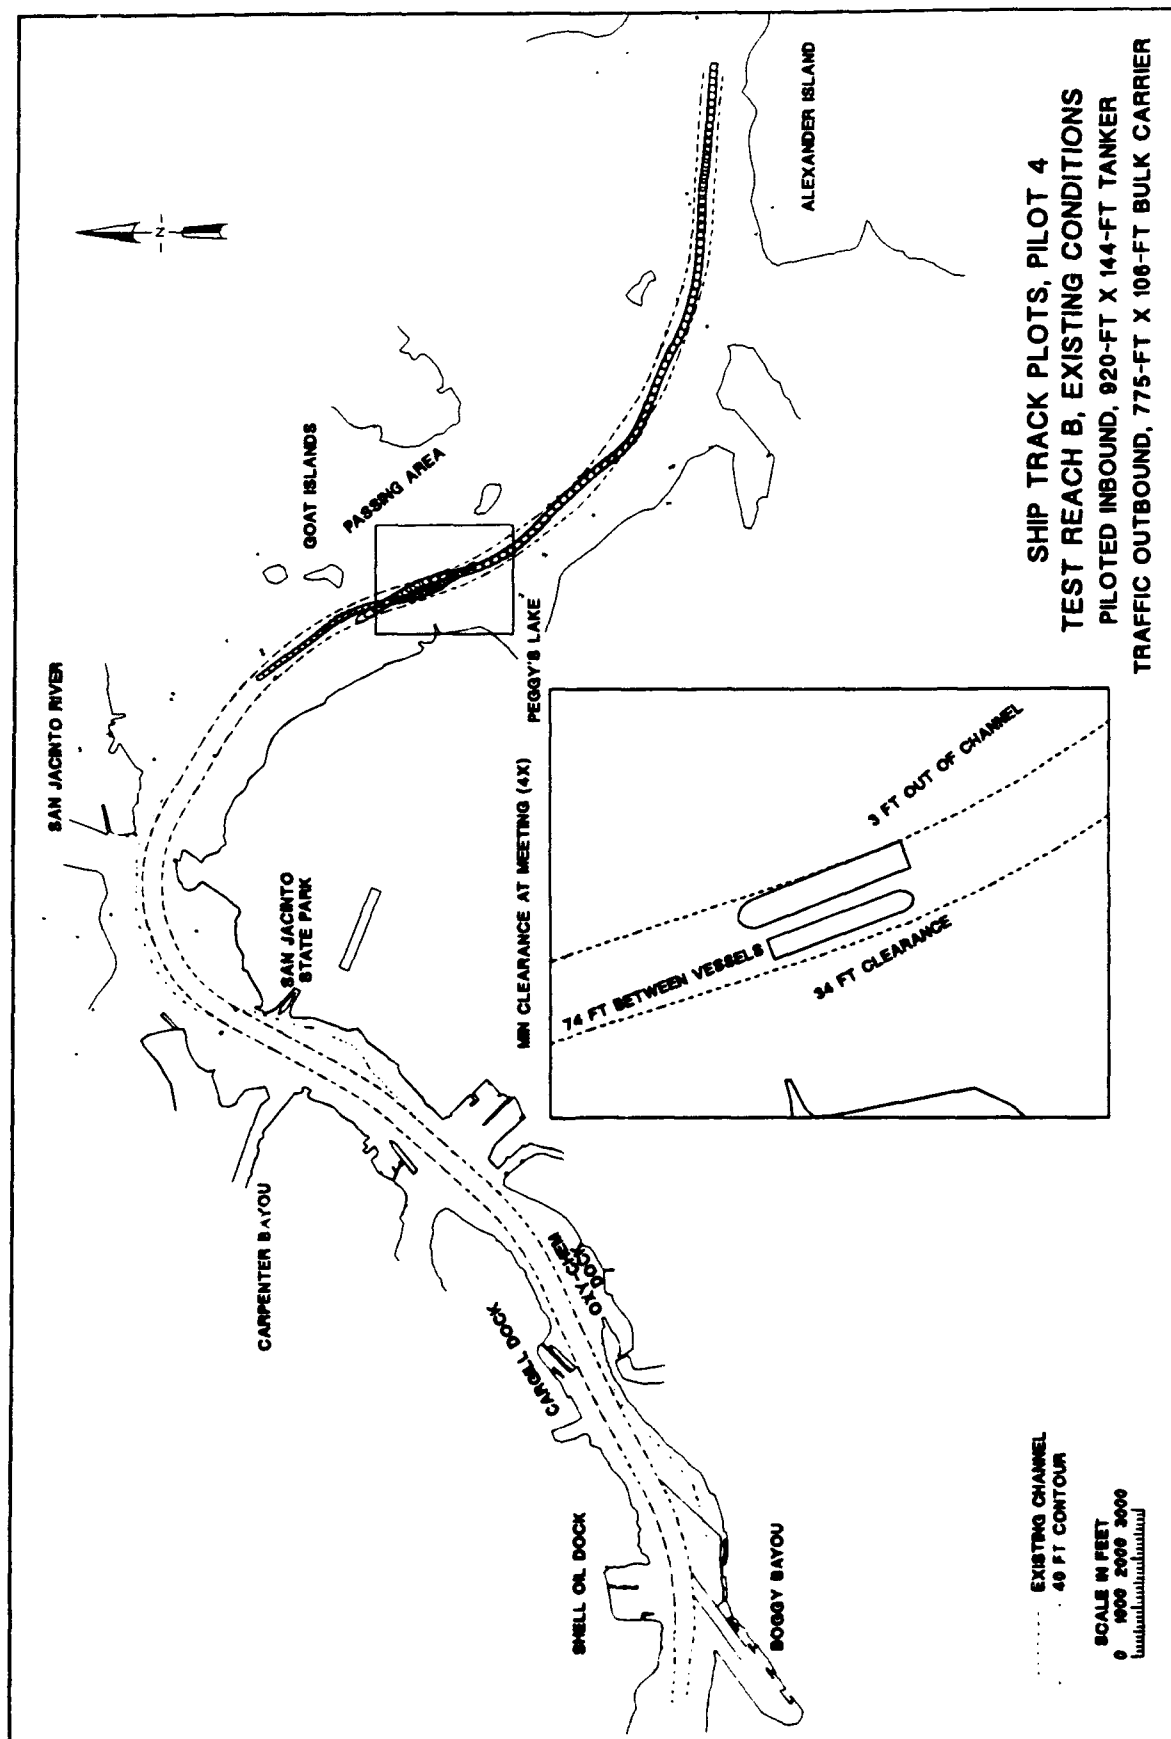 SAN JACINTO RIVER
GOAT ISLANDS
PASSING AREA
ALEXANDER ISLAND
N
SAN JACINTO
STATE PARK
PEGGY'S LAKE
CARPENTER BAYOU
CARGILL DOCK
OXY-CHEM
DOCK
SHELL OIL DOCK
BOGGY BAYOU
MIN CLEARANCE AT MEETING (4X)
74 FT BETWEEN VESSELS
3 FT OUT OF CHANNEL
34 FT CLEARANCE
EXISTING CHANNEL
40 FT CONTOUR
SCALE IN FEET
0 1000 2000 3000
SHIP TRACK PLOTS, PILOT 4
TEST REACH B, EXISTING CONDITIONS
PILOTED INBOUND, 920-FT X 144-FT TANKER
TRAFFIC OUTBOUND, 775-FT X 106-FT BULK CARRIER